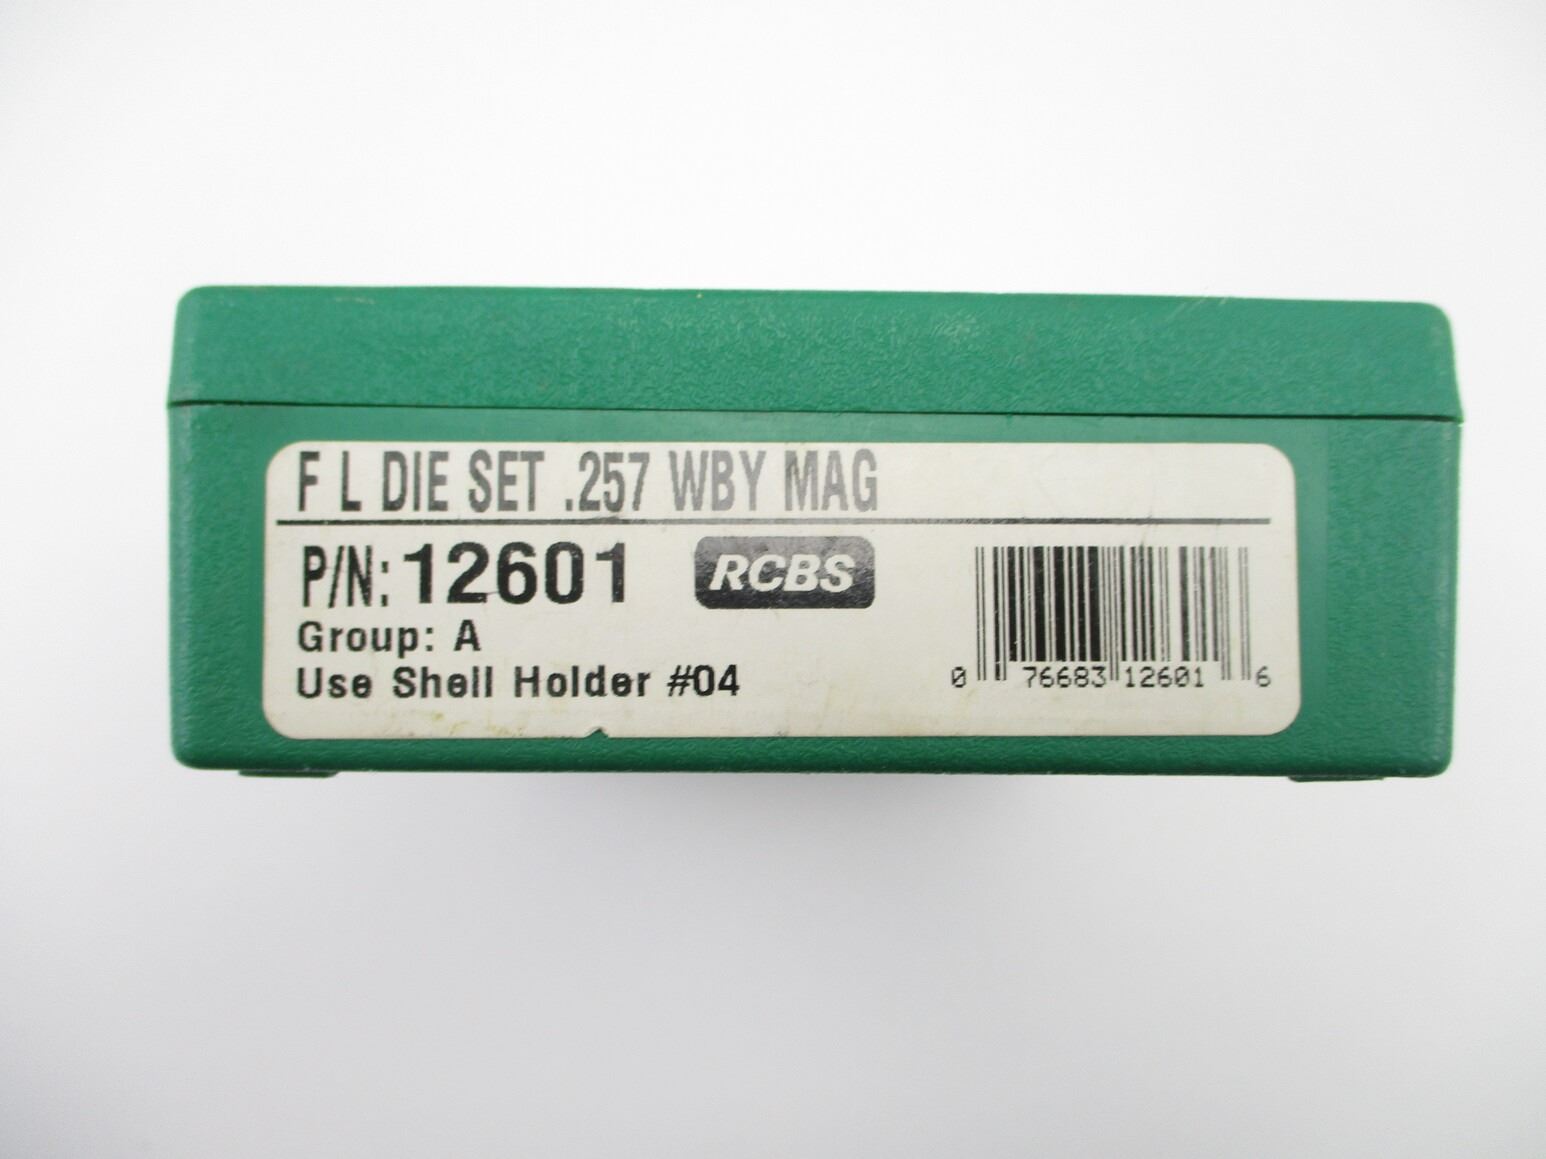 F L DIE SET .257 WBY MAG
P/N: 12601 RCBS
Group: A
Use Shell Holder #04
0 76683 12601 6